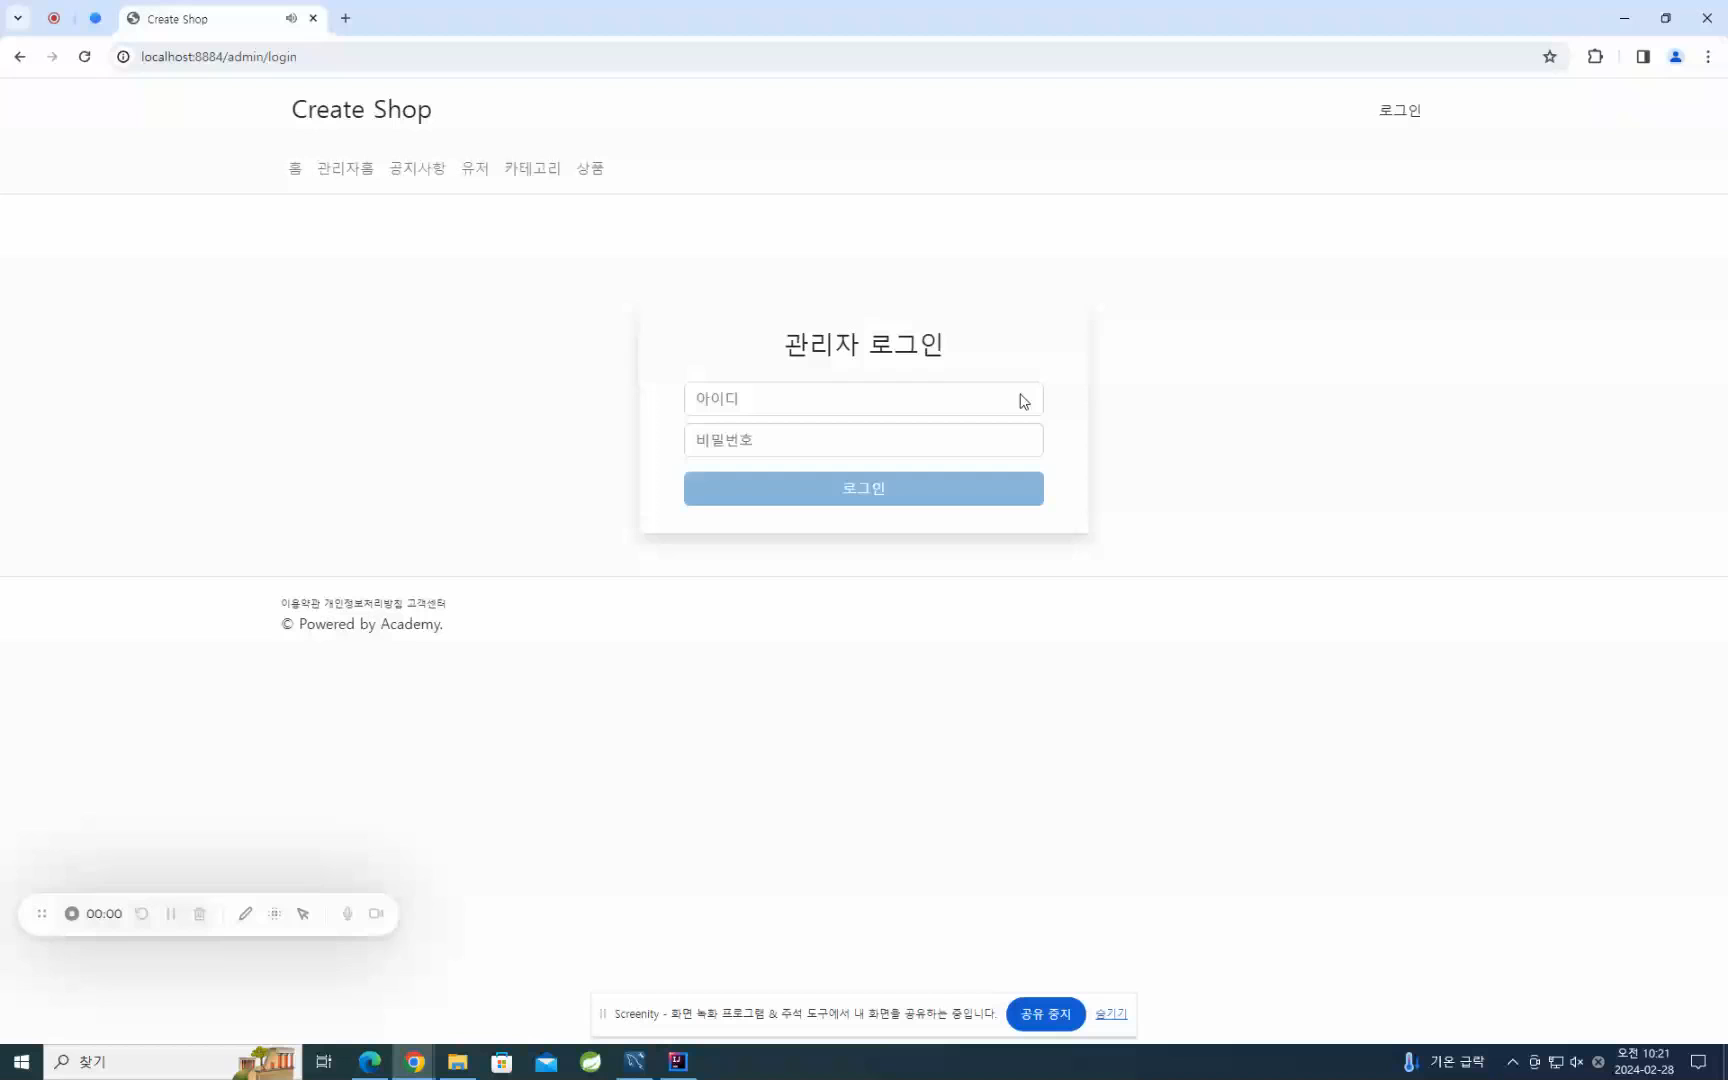 Create Shop
localhost:8884/admin/login
Create Shop
로그인
홈 관리자홈 공지사항 유저 카테고리 상품
관리자 로그인
아이디
비밀번호
로그인
이용약관 개인정보처리방침 고객센터
© Powered by Academy.
00:00
Screenity - 화면 녹화 프로그램 & 주석 도구에서 내 화면을 공유하는 중입니다. 공유 중지 숨기기
찾기
기온 급락
오전 10:21
2024-02-28